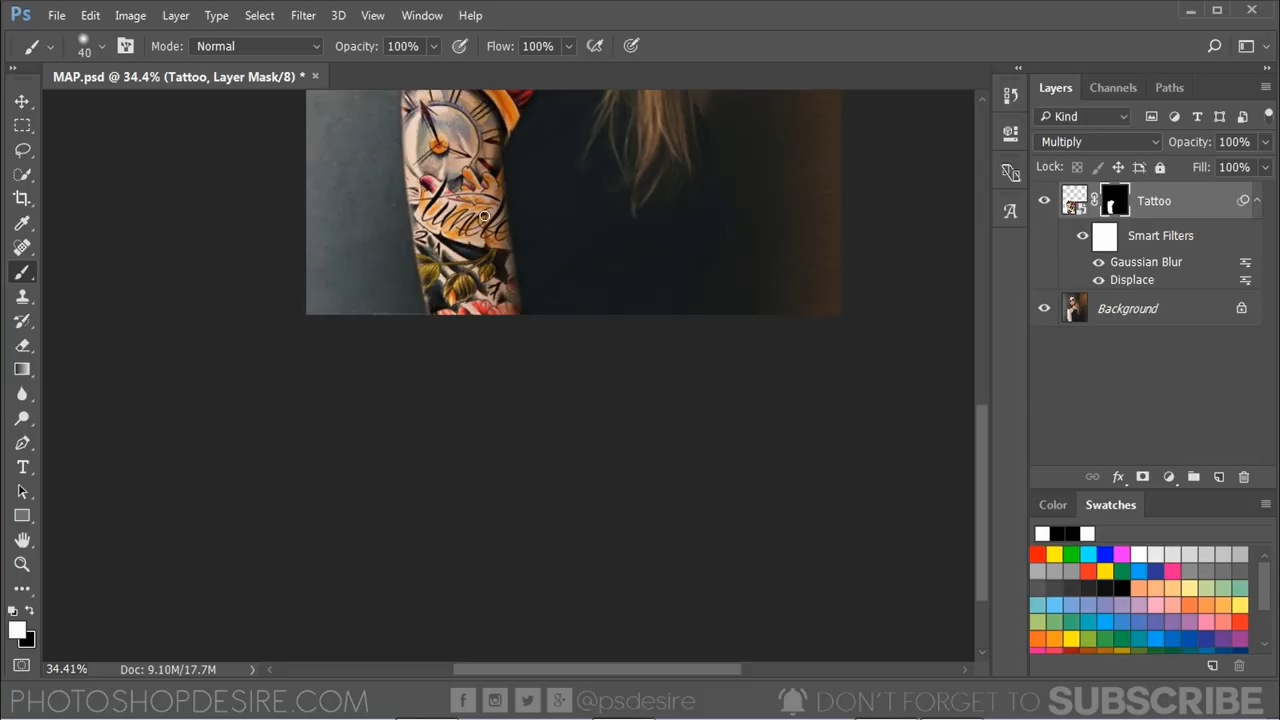 Ps File Edit Image Layer Type Select Filter 3D View Window Help
40 Mode: Normal Opacity: 100% Flow: 100%
MAP.psd @ 34.4% (Tattoo, Layer Mask/8) * ×
Layers Channels Paths
Kind
Multiply Opacity: 100%
Lock: Fill: 100%
Tattoo
Smart Filters
Gaussian Blur
Displace
Background
fx
Color Swatches
34.41% Doc: 9.10M/17.7M
PHOTOSHOPDESIRE.COM @psdesire DON'T FORGET TO SUBSCRIBE